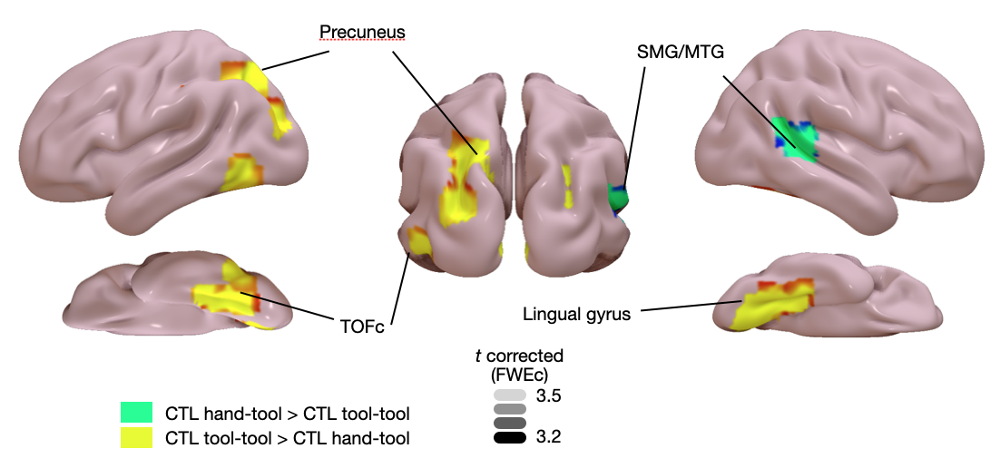 Precuneus
SMG/MTG
TOFc
Lingual gyrus
t corrected
(FWEc)
3.5
3.2
CTL hand-tool > CTL tool-tool
CTL tool-tool > CTL hand-tool